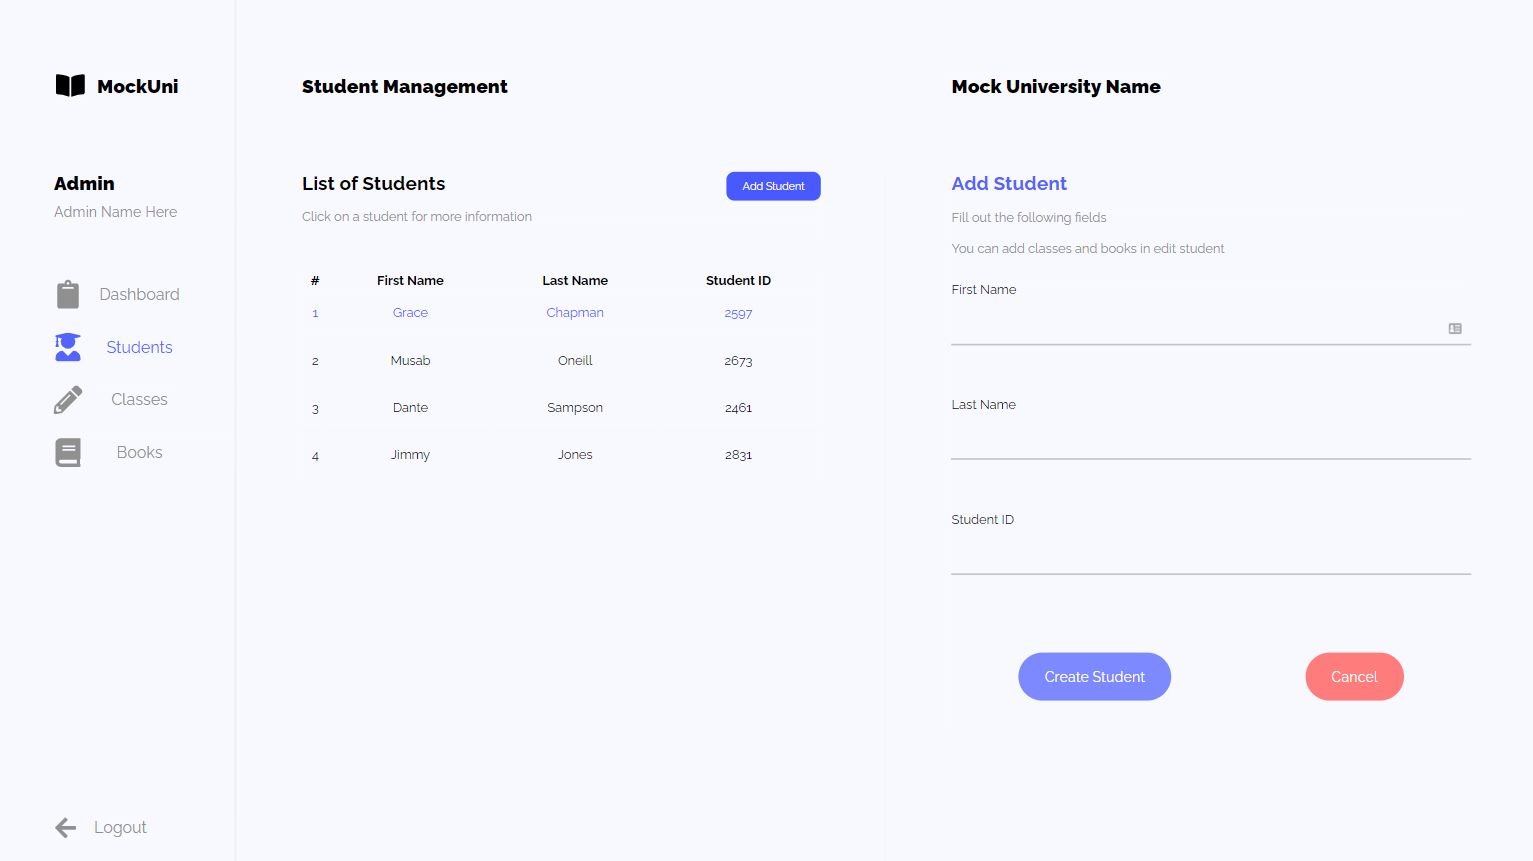 MockUni
Admin
Admin Name Here
Dashboard
Students
Classes
Books
Logout
Student Management
List of Students
Add Student
Click on a student for more information
# First Name Last Name Student ID
1 Grace Chapman 2597
2 Musab Oneill 2673
3 Dante Sampson 2461
4 Jimmy Jones 2831
Mock University Name
Add Student
Fill out the following fields
You can add classes and books in edit student
First Name
Last Name
Student ID
Create Student
Cancel